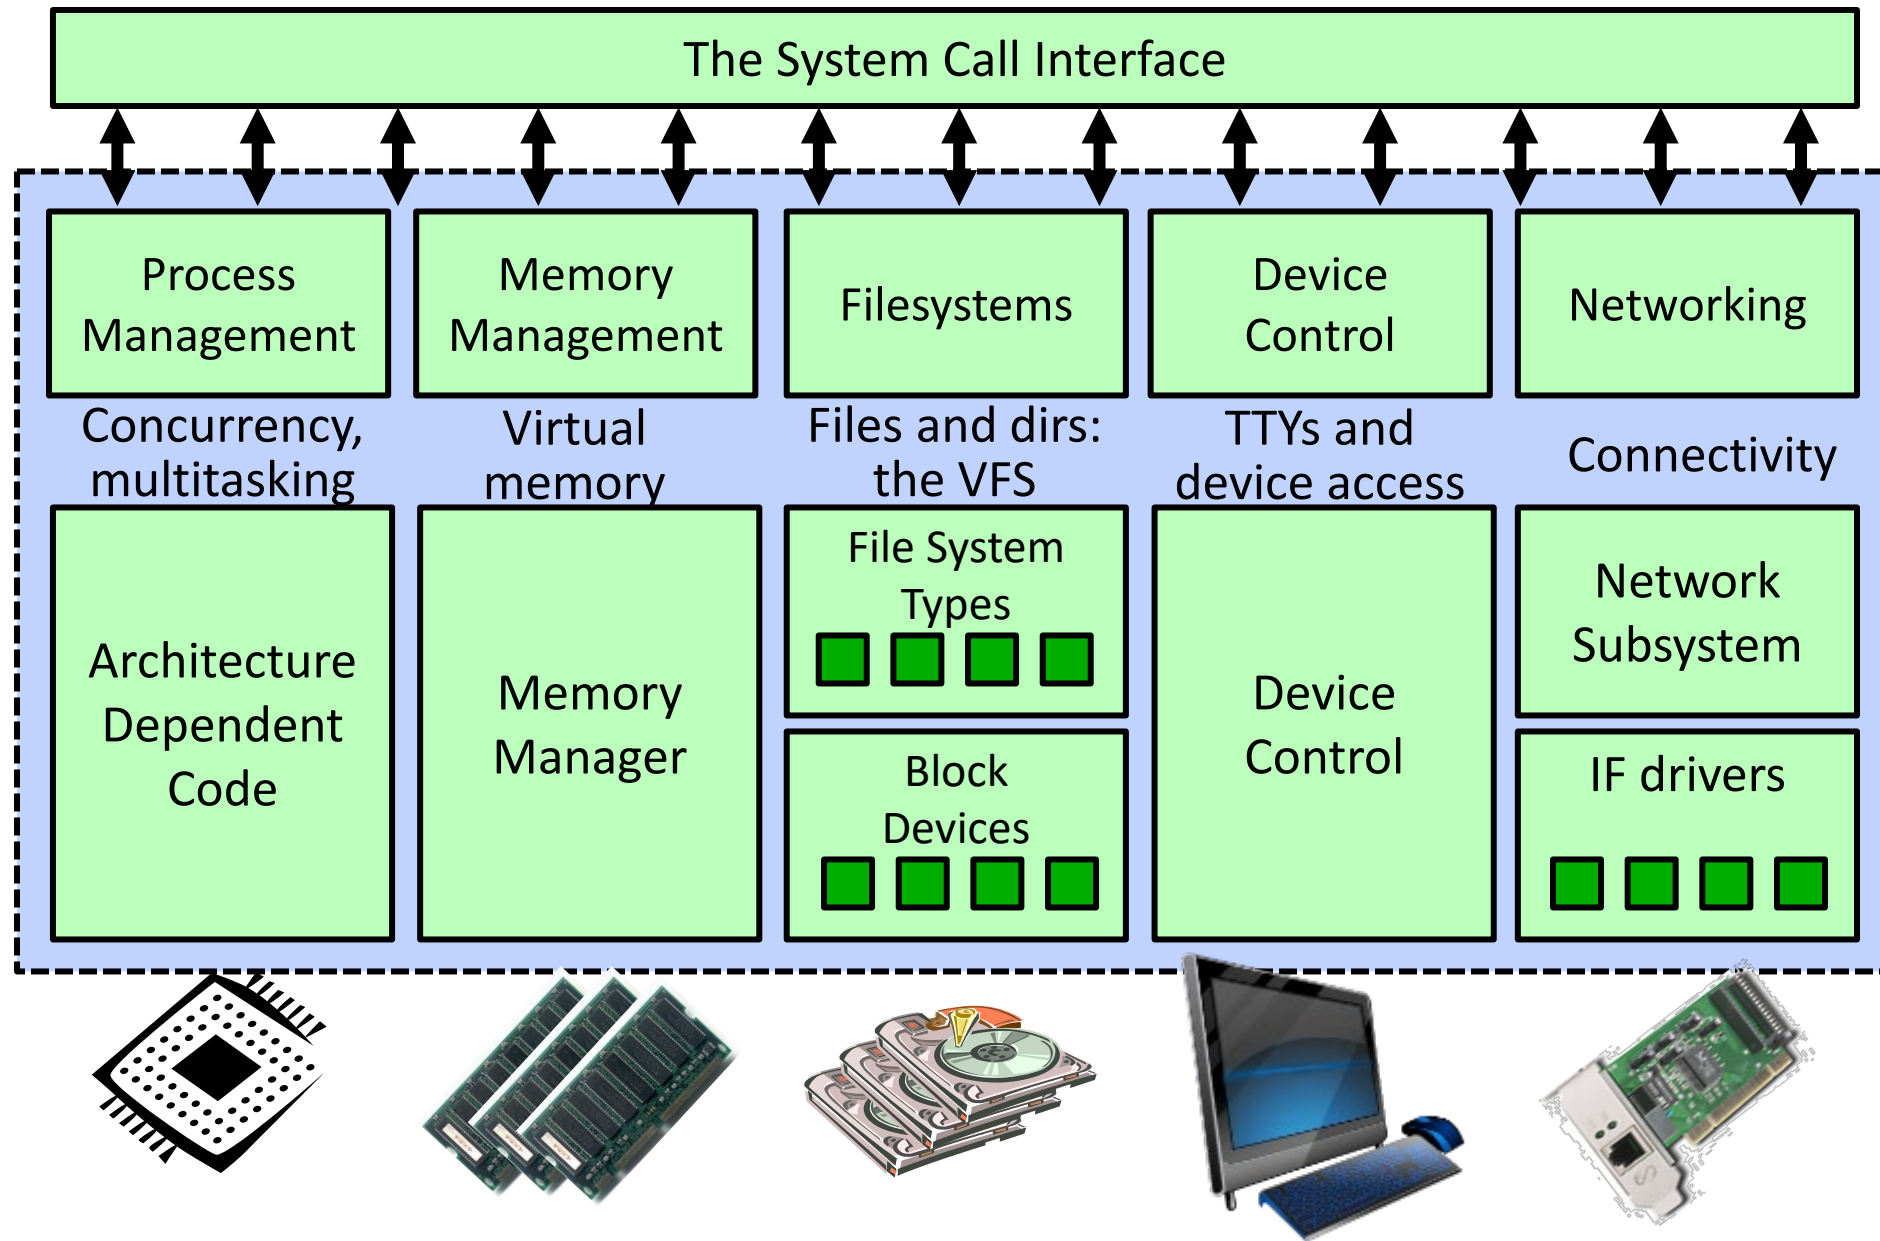 The System Call Interface
Process
Management
Memory
Management
Filesystems
Device
Control
Networking
Concurrency,
multitasking
Virtual
memory
Files and dirs:
the VFS
TTYs and
device access
Connectivity
Architecture
Dependent
Code
Memory
Manager
File System
Types
Block
Devices
Device
Control
Network
Subsystem
IF drivers